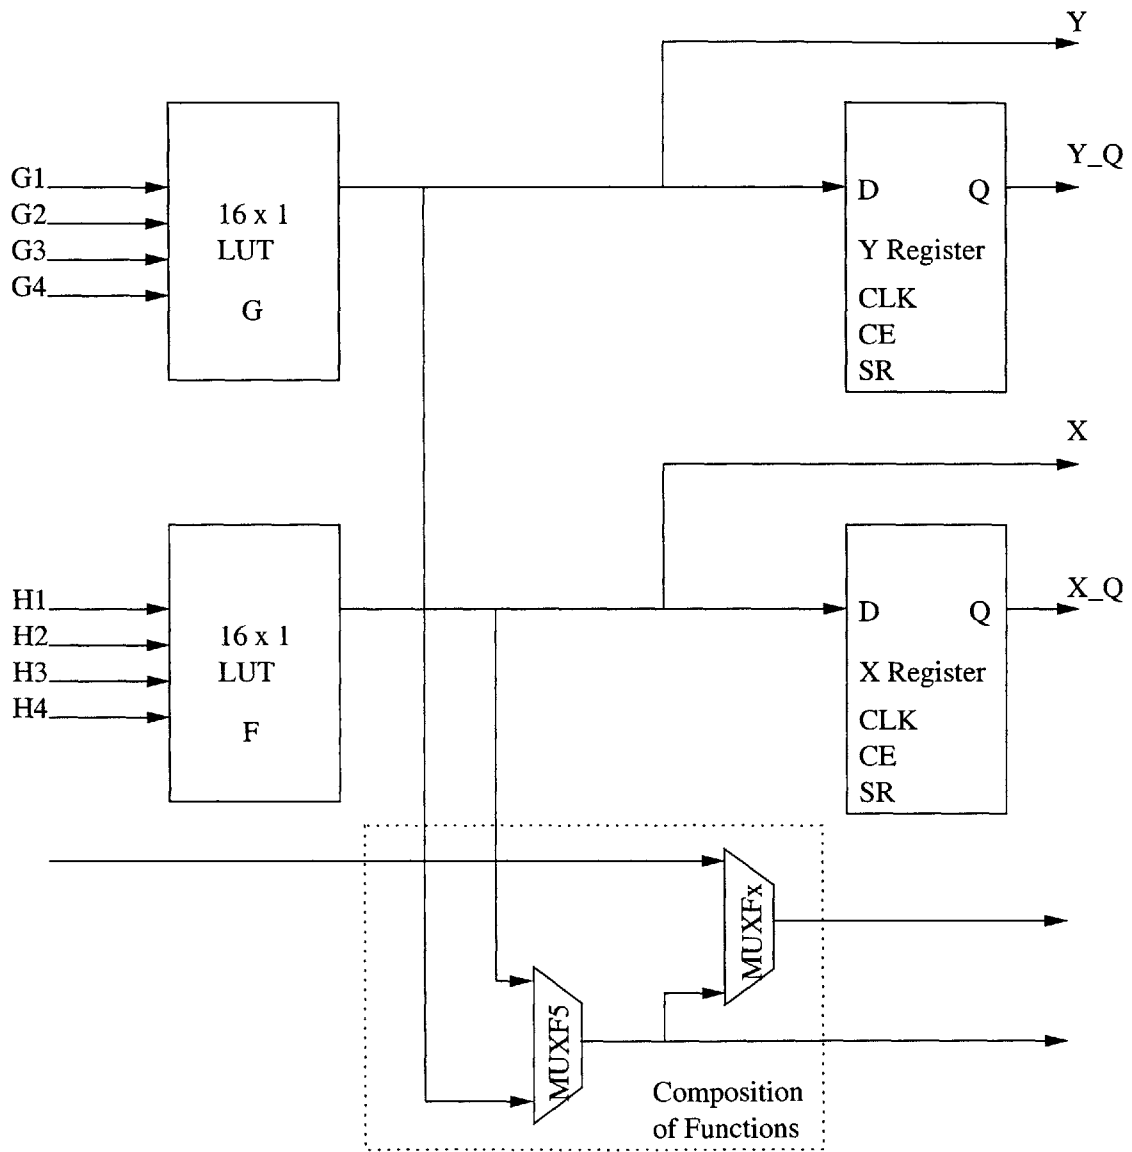 Y
G1
G2
G3
G4
16 x 1
LUT
G
D Q
Y Register
CLK
CE
SR
Y_Q
X
H1
H2
H3
H4
16 x 1
LUT
F
D Q
X Register
CLK
CE
SR
X_Q
MUXFx
MUXF5
Composition
of Functions